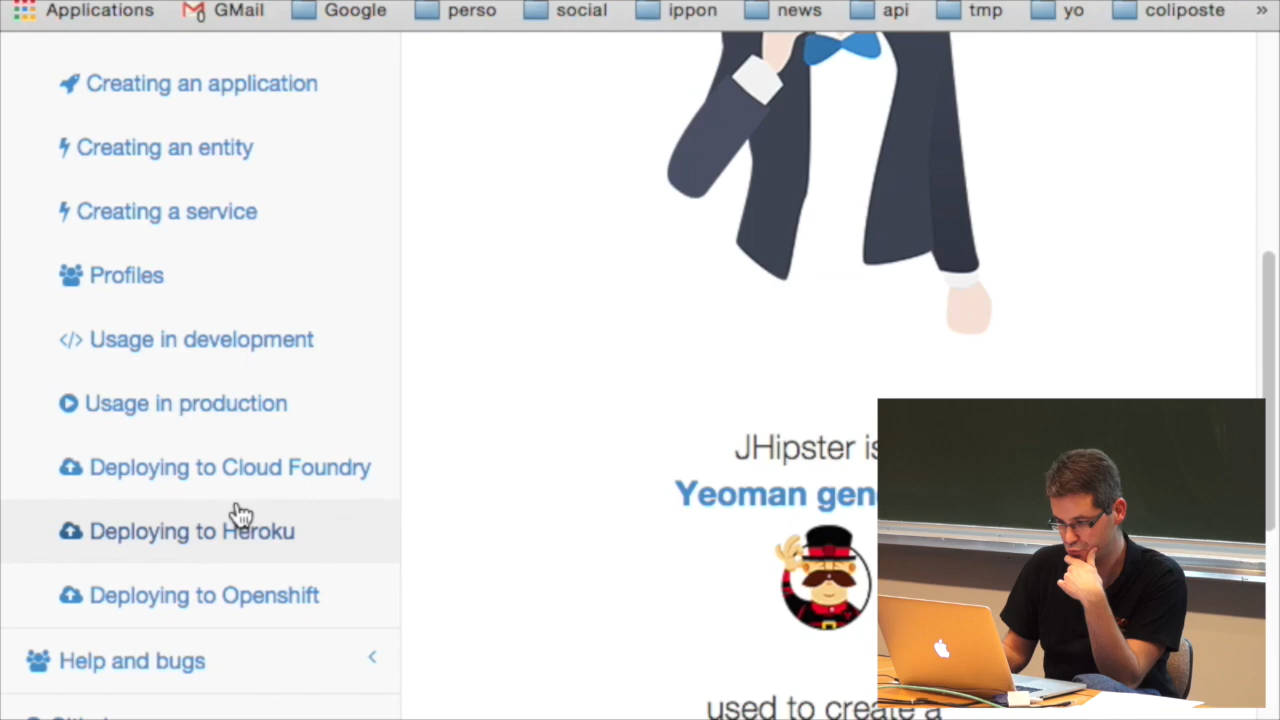 Applications GMail Google perso social ippon news api tmp yo coliposte »
Creating an application
Creating an entity
Creating a service
Profiles
Usage in development
Usage in production
Deploying to Cloud Foundry
Deploying to Heroku
Deploying to Openshift
Help and bugs
JHipster is
Yeoman gen
used to create a